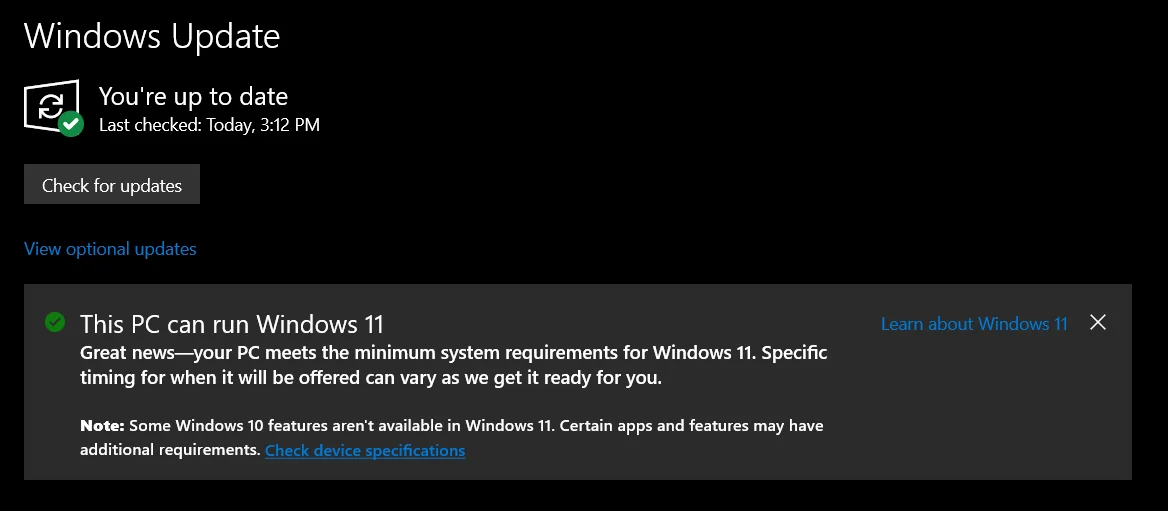 Windows Update
You're up to date
Last checked: Today, 3:12 PM
Check for updates
View optional updates
This PC can run Windows 11
Learn about Windows 11
Great news—your PC meets the minimum system requirements for Windows 11. Specific
timing for when it will be offered can vary as we get it ready for you.
Note: Some Windows 10 features aren't available in Windows 11. Certain apps and features may have
additional requirements. Check device specifications